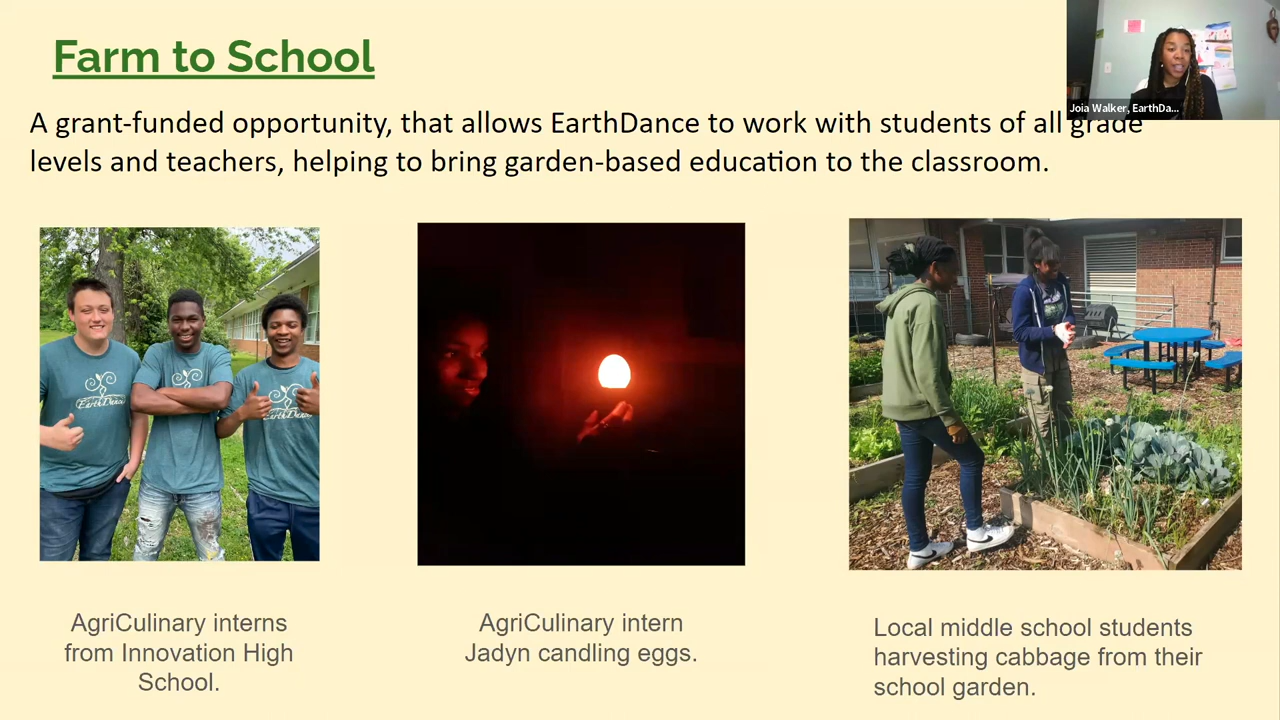 Farm to School
Joia Walker, EarthDa...
A grant-funded opportunity, that allows EarthDance to work with students of all grade
levels and teachers, helping to bring garden-based education to the classroom.
EarthDance
EarthDance
AgriCulinary interns
from Innovation High
School.
AgriCulinary intern
Jadyn candling eggs.
Local middle school students
harvesting cabbage from their
school garden.